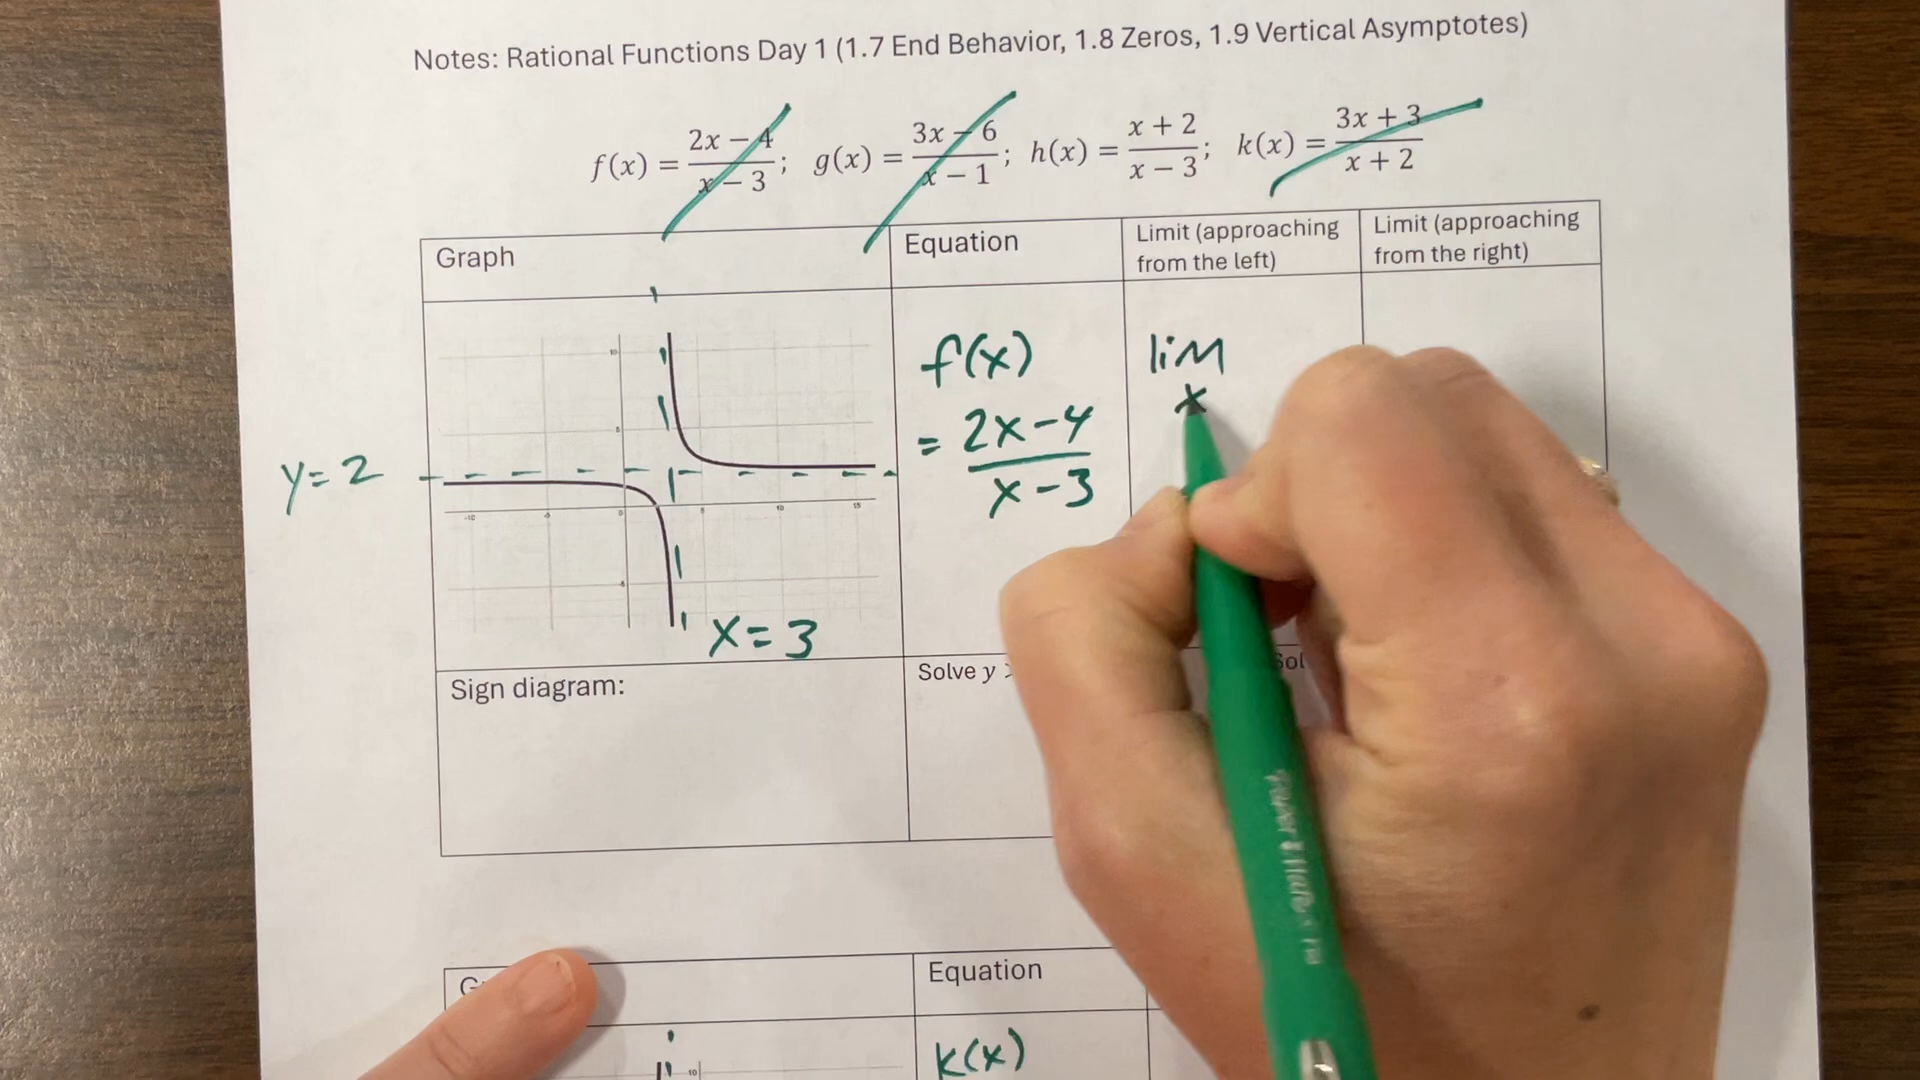 Notes: Rational Functions Day 1 (1.7 End Behavior, 1.8 Zeros, 1.9 Vertical Asymptotes)
f(x) = (2x − 4)/(x − 3); g(x) = (3x − 6)/(x − 1); h(x) = (x + 2)/(x − 3); k(x) = (3x + 3)/(x + 2)
Graph
Equation
Limit (approaching
from the left)
Limit (approaching
from the right)
y=2
x=3
f(x)
= (2x-4)/(x-3)
lim
x
Sign diagram:
Solve y >
Sol
Equation
k(x)